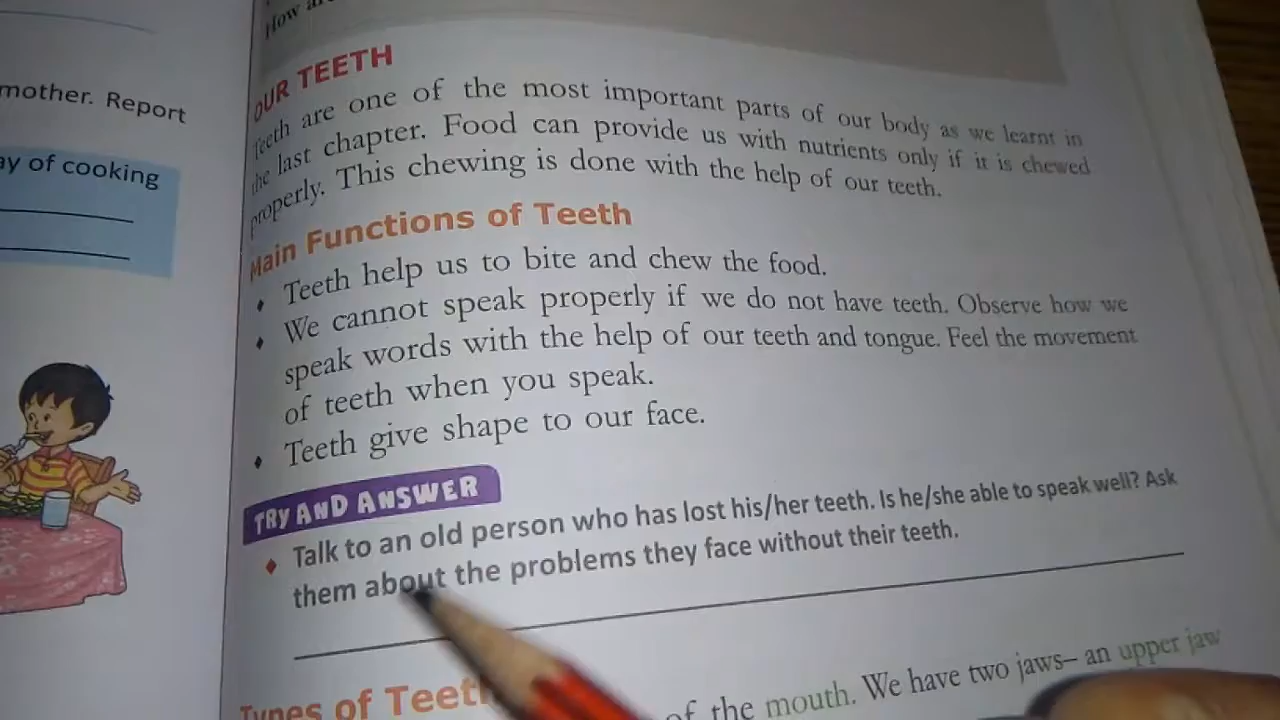 mother. Report
ay of cooking
How
OUR TEETH
Teeth are one of the most important parts of our body as we learnt in
the last chapter. Food can provide us with nutrients only if it is chewed
properly. This chewing is done with the help of our teeth.
Main Functions of Teeth
♦ Teeth help us to bite and chew the food.
♦ We cannot speak properly if we do not have teeth. Observe how we
speak words with the help of our teeth and tongue. Feel the movement
of teeth when you speak.
♦ Teeth give shape to our face.
TRY AND ANSWER
♦ Talk to an old person who has lost his/her teeth. Is he/she able to speak well? Ask
them about the problems they face without their teeth.
Types of Teeth
of the mouth. We have two jaws– an upper jaw